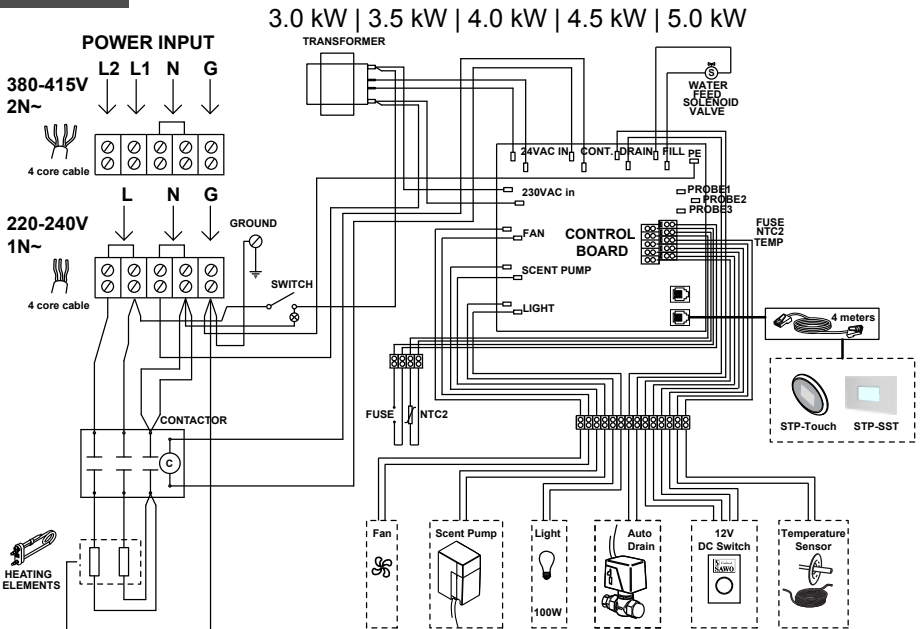 3.0 kW | 3.5 kW | 4.0 kW | 4.5 kW | 5.0 kW
POWER INPUT
TRANSFORMER
L2 L1 N G
380-415V
2N~
4 core cable
WATER
FEED
SOLENOID
VALVE
S
24VAC IN CONT. DRAIN FILL PE
L N G
220-240V
1N~
4 core cable
GROUND
SWITCH
230VAC in
PROBE1
PROBE2
PROBE3
FAN
CONTROL
BOARD
FUSE
NTC2
TEMP
SCENT PUMP
LIGHT
4 meters
FUSE
NTC2
STP-Touch STP-SST
CONTACTOR
C
HEATING
ELEMENTS
Fan
Scent Pump
Light
100W
Auto
Drain
12V
DC Switch
SAWO
Temperature
Sensor